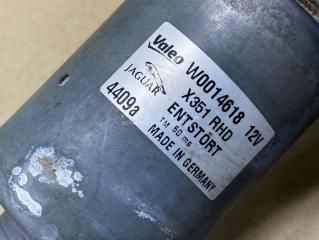 Valeo W0014618 12V
JAGUAR X351 RHD
4409a ENTSTÖRT
TM 50 ms
MADE IN GERMANY